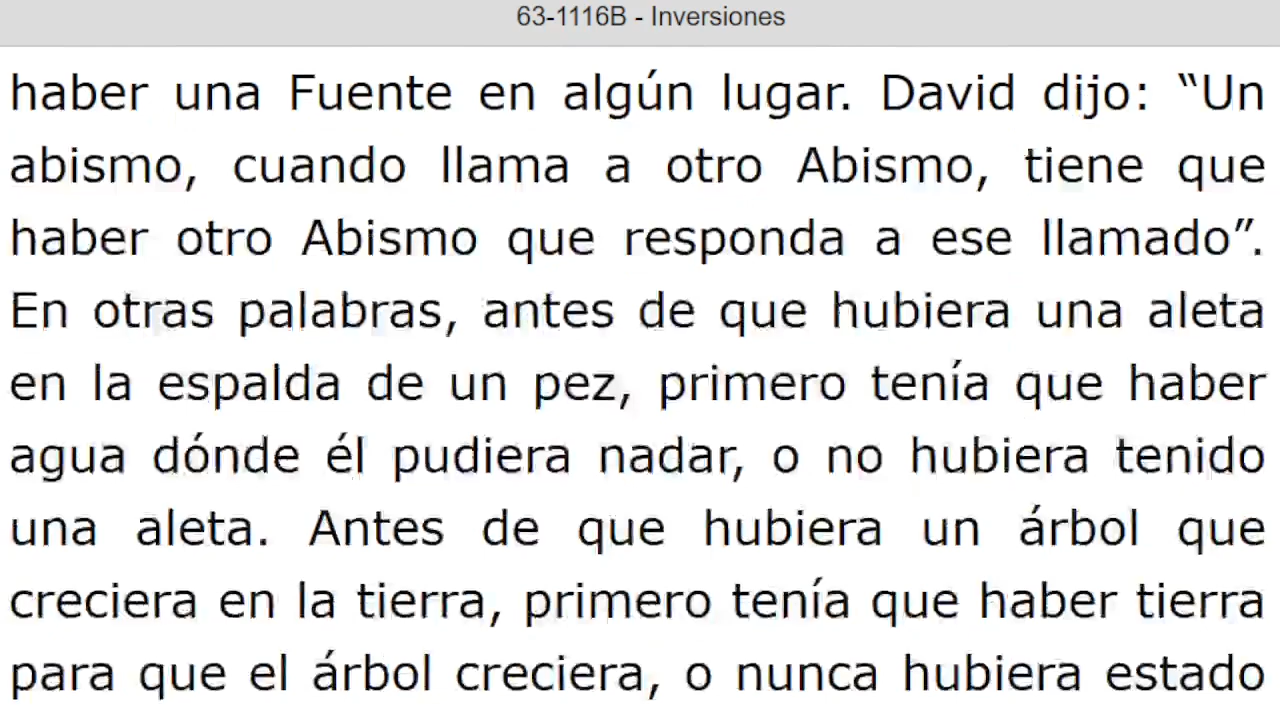 63-1116B - Inversiones
haber una Fuente en algún lugar. David dijo: “Un
abismo, cuando llama a otro Abismo, tiene que
haber otro Abismo que responda a ese llamado”.
En otras palabras, antes de que hubiera una aleta
en la espalda de un pez, primero tenía que haber
agua dónde él pudiera nadar, o no hubiera tenido
una aleta. Antes de que hubiera un árbol que
creciera en la tierra, primero tenía que haber tierra
para que el árbol creciera, o nunca hubiera estado